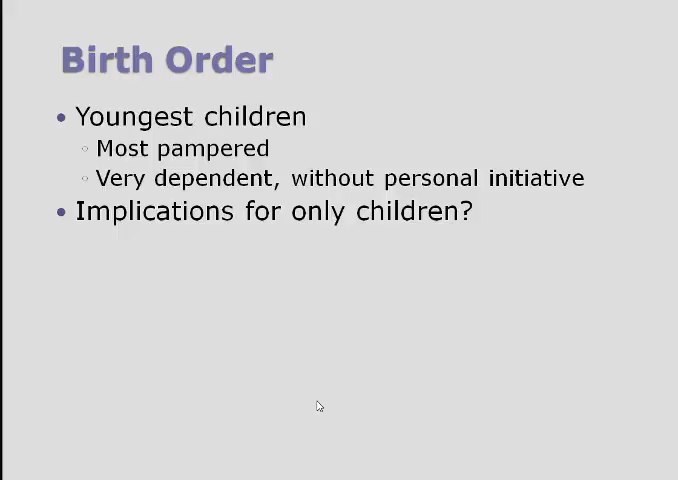 Birth Order
• Youngest children
◦ Most pampered
◦ Very dependent, without personal initiative
• Implications for only children?